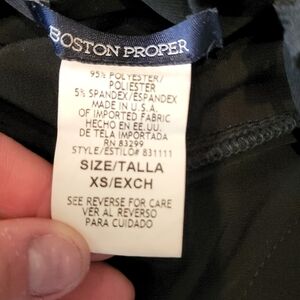 BOSTON PROPER
95% POLYESTER/
POLIESTER
5% SPANDEX/ESPANDEX
MADE IN U.S.A.
OF IMPORTED FABRIC
HECHO EN EE.UU.
DE TELA IMPORTADA
RN 83299
STYLE/ESTILO# 831111
SIZE/TALLA
XS/EXCH
SEE REVERSE FOR CARE
VER AL REVERSO
PARA CUIDADO